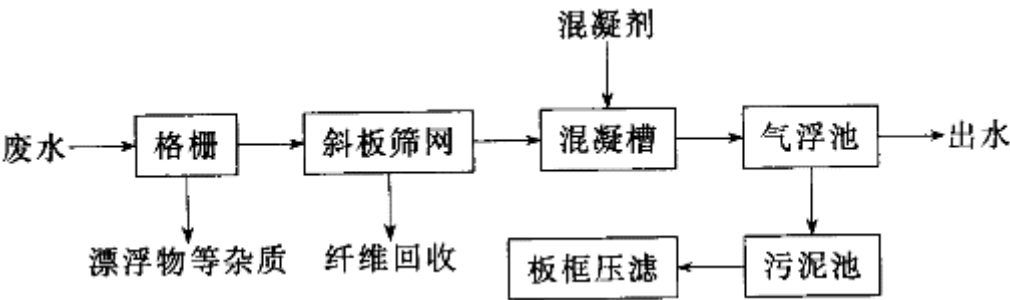 混凝剂
废水
格栅
斜板筛网
混凝槽
气浮池
出水
漂浮物等杂质
纤维回收
板框压滤
污泥池